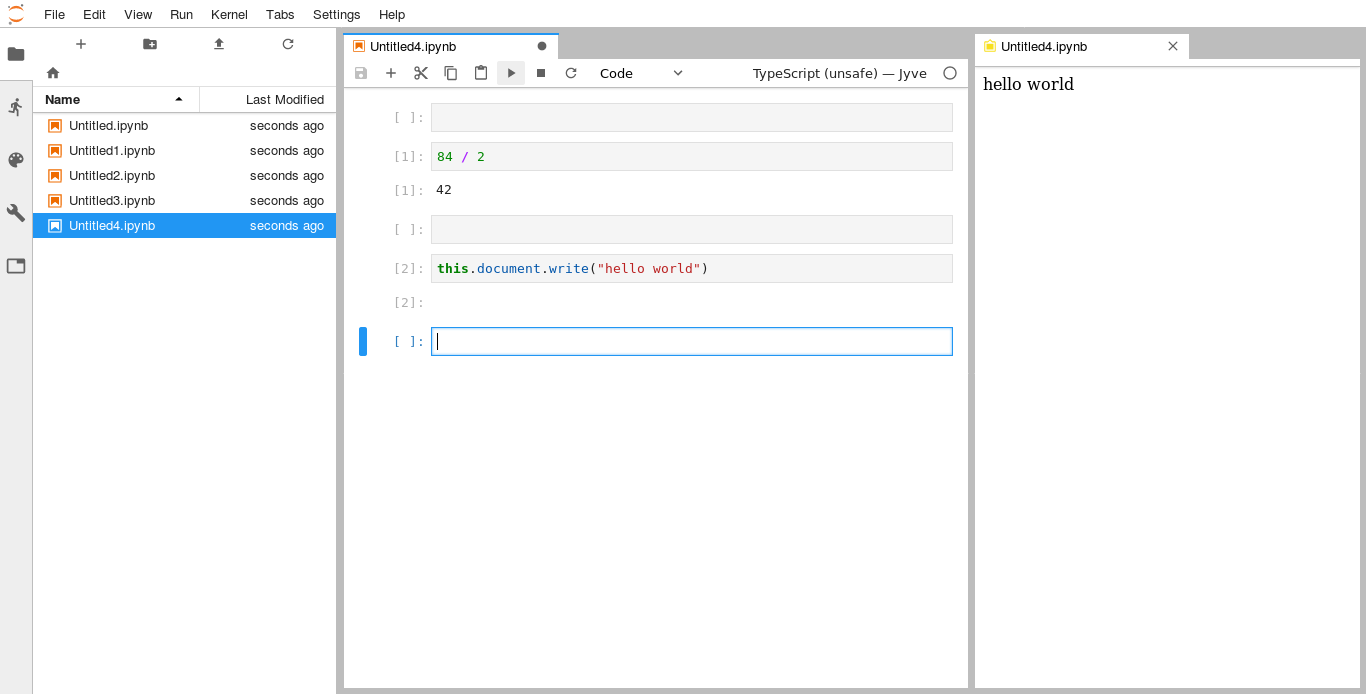 File Edit View Run Kernel Tabs Settings Help
Name Last Modified
Untitled.ipynb seconds ago
Untitled1.ipynb seconds ago
Untitled2.ipynb seconds ago
Untitled3.ipynb seconds ago
Untitled4.ipynb seconds ago
Untitled4.ipynb
Code TypeScript (unsafe) — Jyve
[ ]:
[1]: 84 / 2
[1]: 42
[ ]:
[2]: this.document.write("hello world")
[2]:
[ ]:
Untitled4.ipynb
hello world